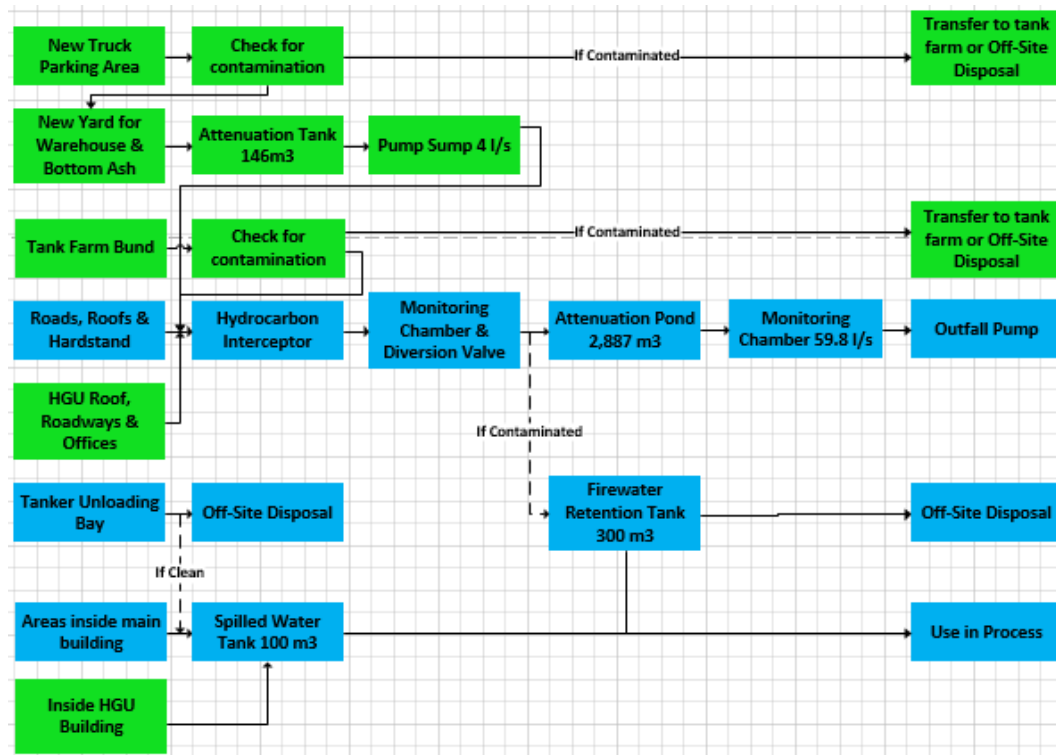 New Truck
Parking Area
Check for
contamination
If Contaminated
Transfer to tank
farm or Off-Site
Disposal
New Yard for
Warehouse &
Bottom Ash
Attenuation Tank
146m3
Pump Sump 4 l/s
Tank Farm Bund
Check for
contamination
If Contaminated
Transfer to tank
farm or Off-Site
Disposal
Roads, Roofs &
Hardstand
Hydrocarbon
Interceptor
Monitoring
Chamber &
Diversion Valve
Attenuation Pond
2,887 m3
Monitoring
Chamber 59.8 l/s
Outfall Pump
HGU Roof,
Roadways &
Offices
If Contaminated
Tanker Unloading
Bay
Off-Site Disposal
Firewater
Retention Tank
300 m3
Off-Site Disposal
If Clean
Areas inside main
building
Spilled Water
Tank 100 m3
Use in Process
Inside HGU
Building